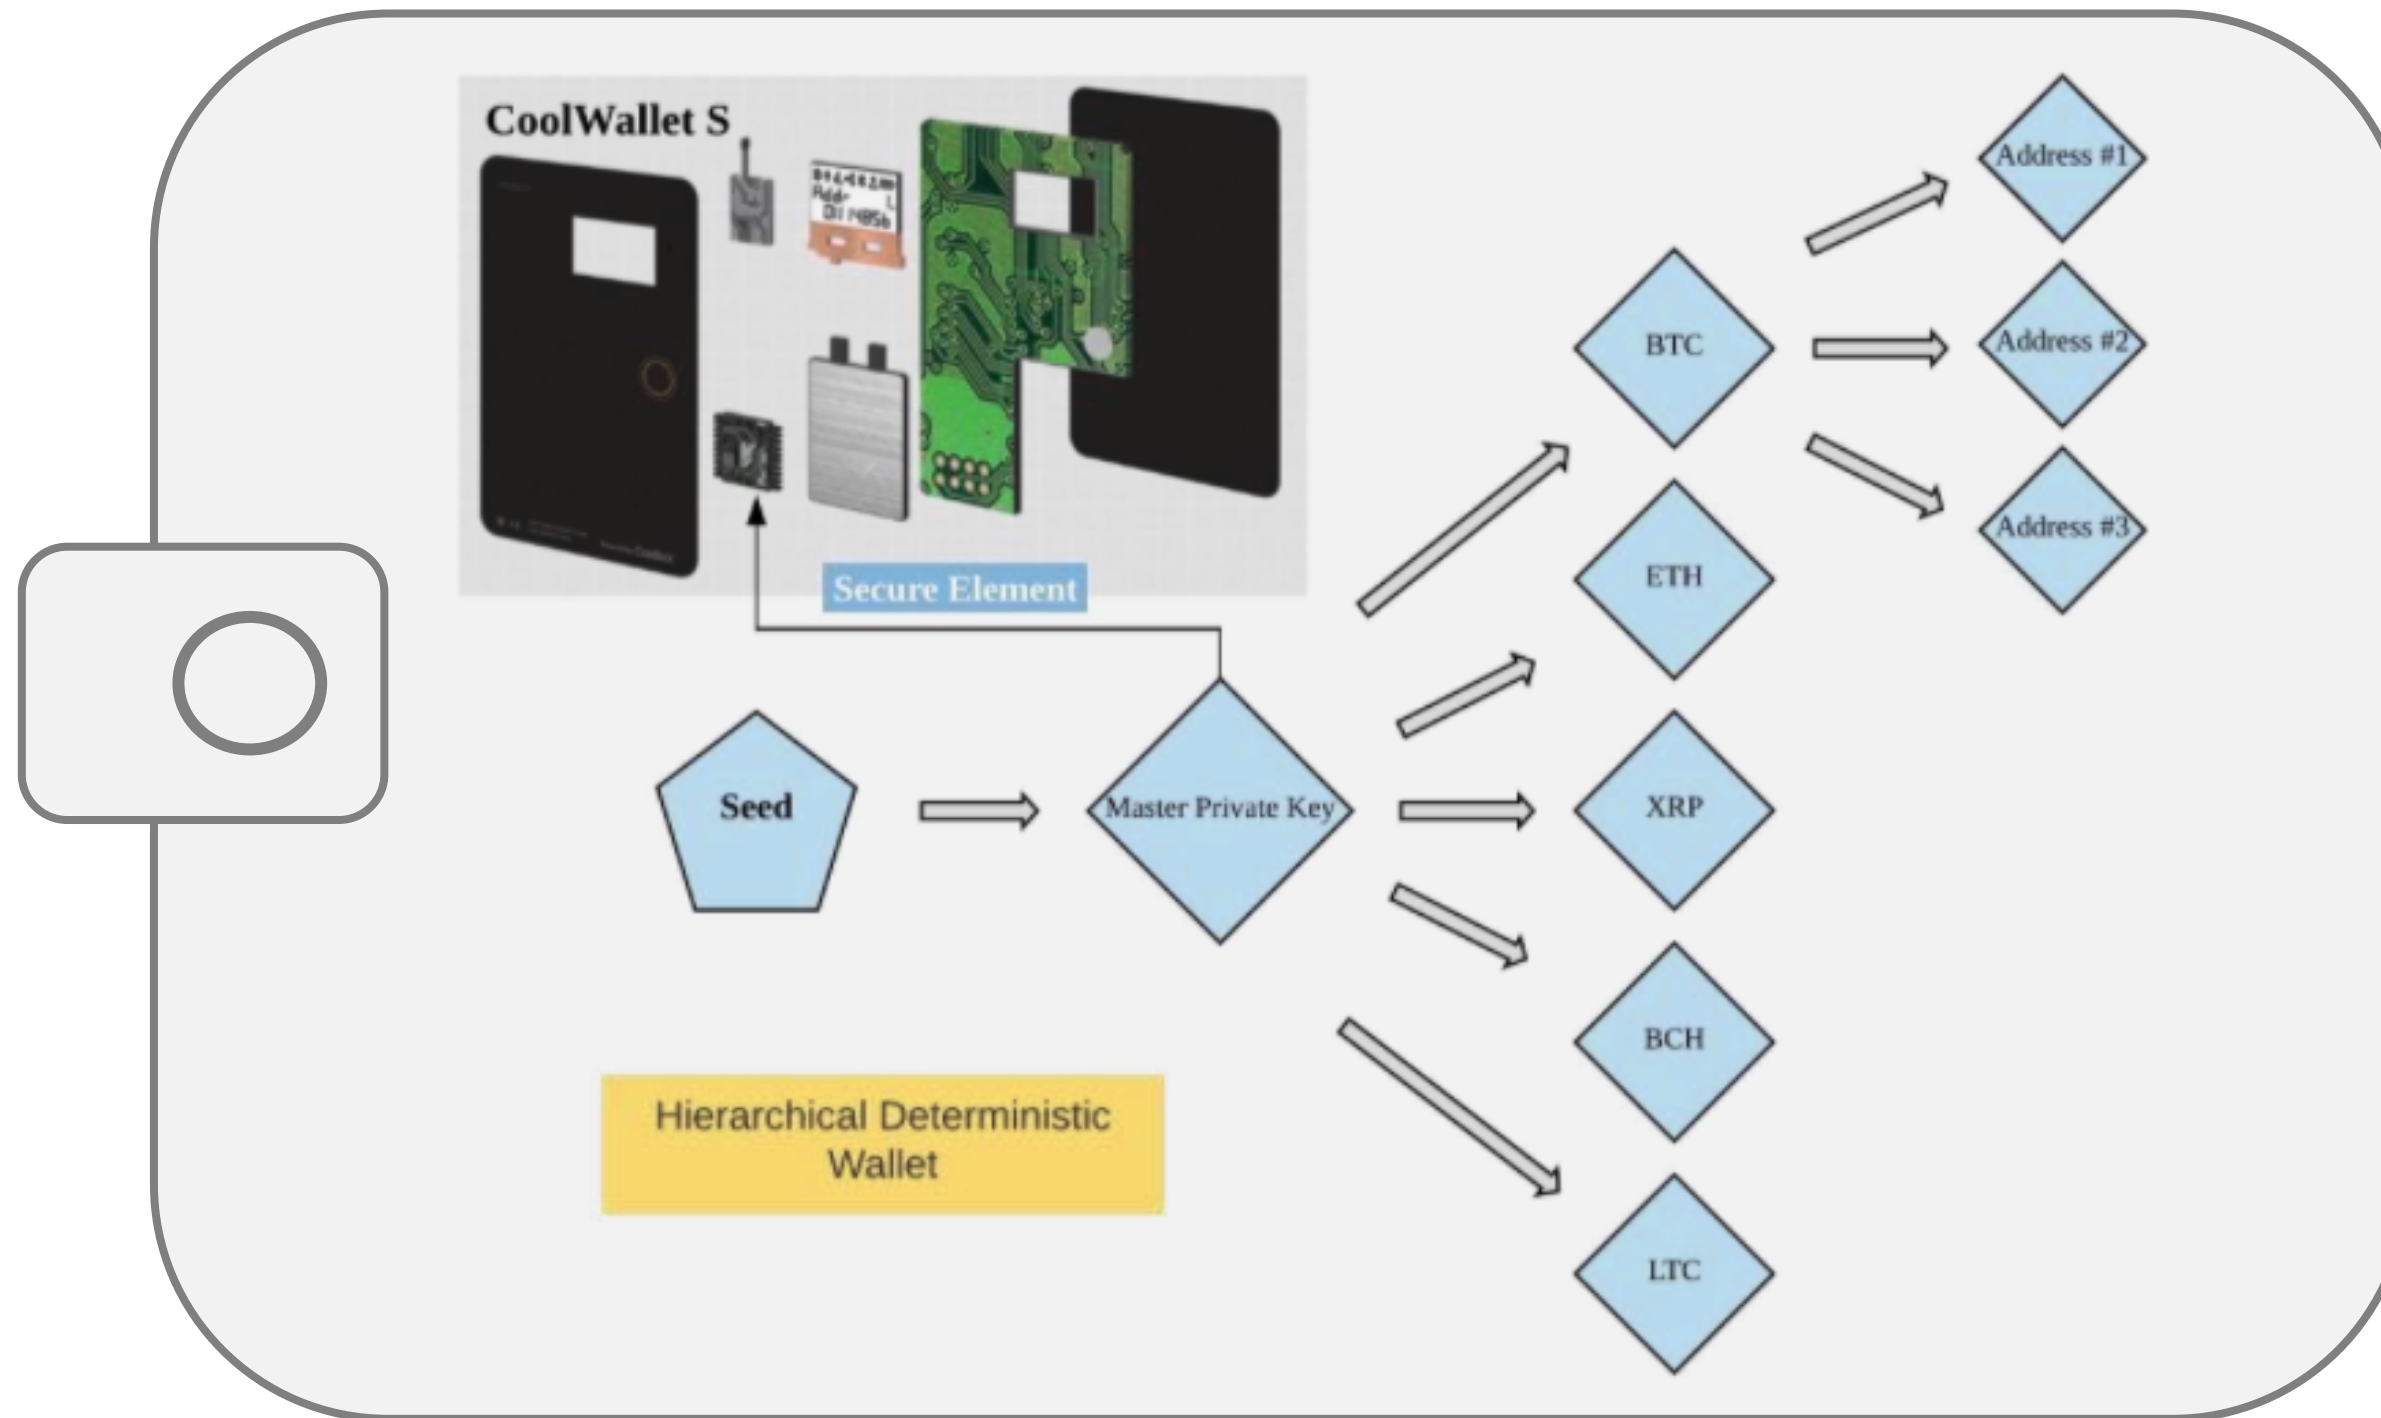 CoolWallet S
Addr
Secure Element
Seed
Master Private Key
BTC
ETH
XRP
BCH
LTC
Address #1
Address #2
Address #3
Hierarchical Deterministic
Wallet